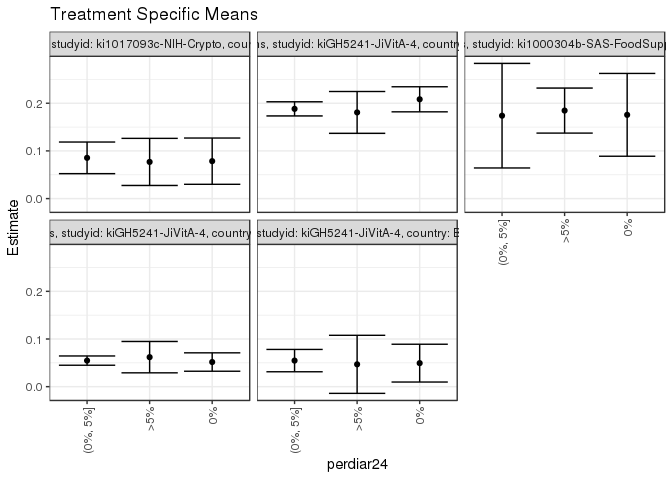 Treatment Specific Means
studyid: ki1017093c-NIH-Crypto,
studyid: kiGH5241-JiVitA-4, country
studyid: ki1000304b-SAS-FoodSup
0.2
0.1
0.0
Estimate
studyid: kiGH5241-JiVitA-4, country
studyid: kiGH5241-JiVitA-4, country:
0.2
0.1
0.0
(0%, 5%]
>5%
0%
(0%, 5%]
>5%
0%
(0%, 5%]
>5%
0%
perdiar24